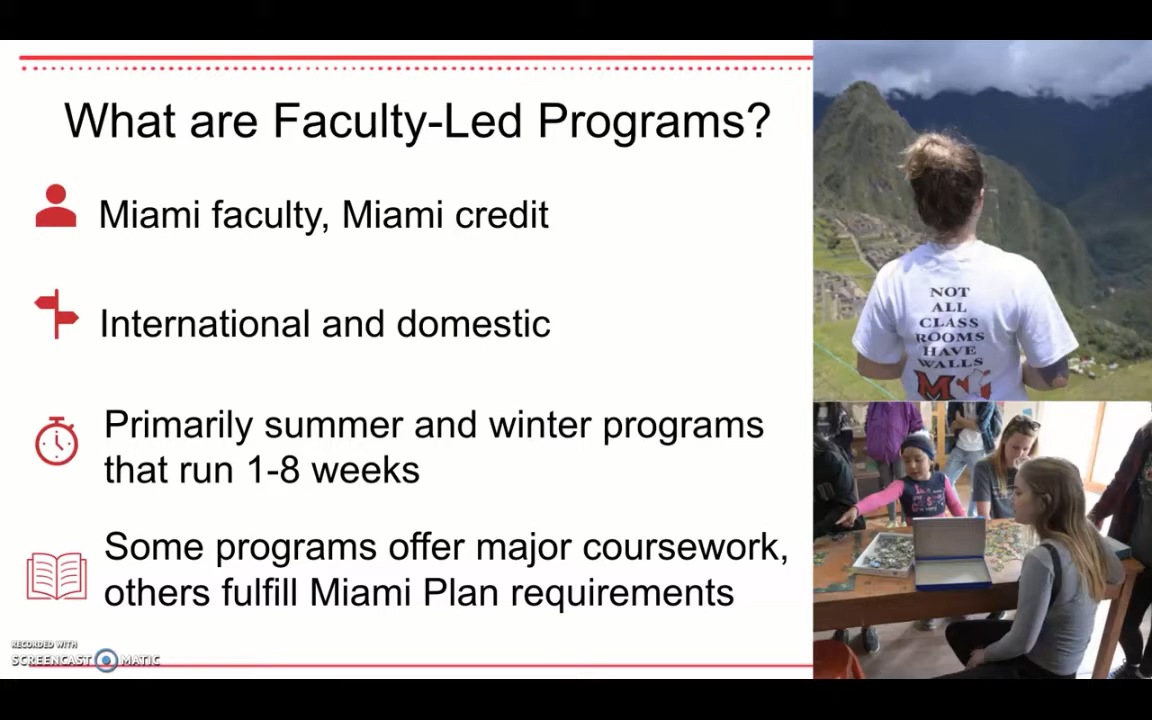 What are Faculty-Led Programs?
Miami faculty, Miami credit
International and domestic
Primarily summer and winter programs
that run 1-8 weeks
Some programs offer major coursework,
others fulfill Miami Plan requirements
NOT
ALL
CLASS
ROOMS
HAVE
WALLS
RECORDED WITH
SCREENCAST MATIC